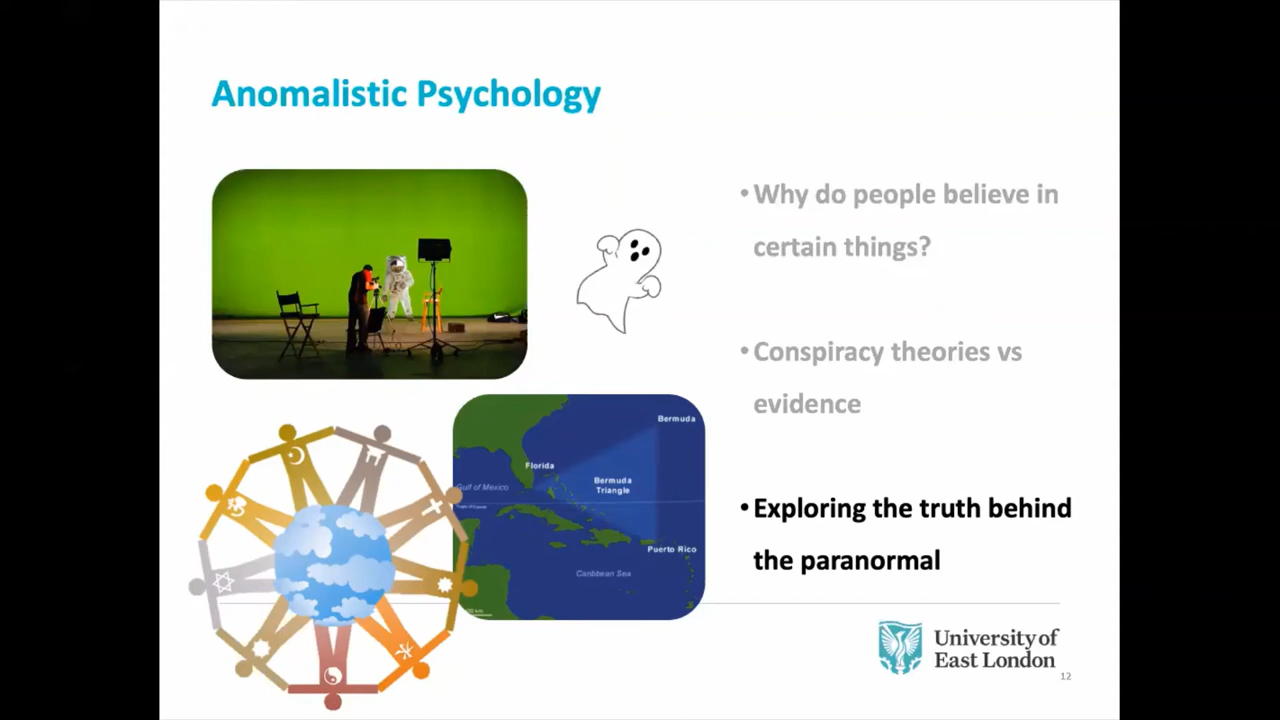 Anomalistic Psychology
•Why do people believe in
certain things?
•Conspiracy theories vs
evidence
•Exploring the truth behind
the paranormal
Bermuda
Florida
Gulf of Mexico
Bermuda
Triangle
Puerto Rico
Caribbean Sea
University of
East London
12